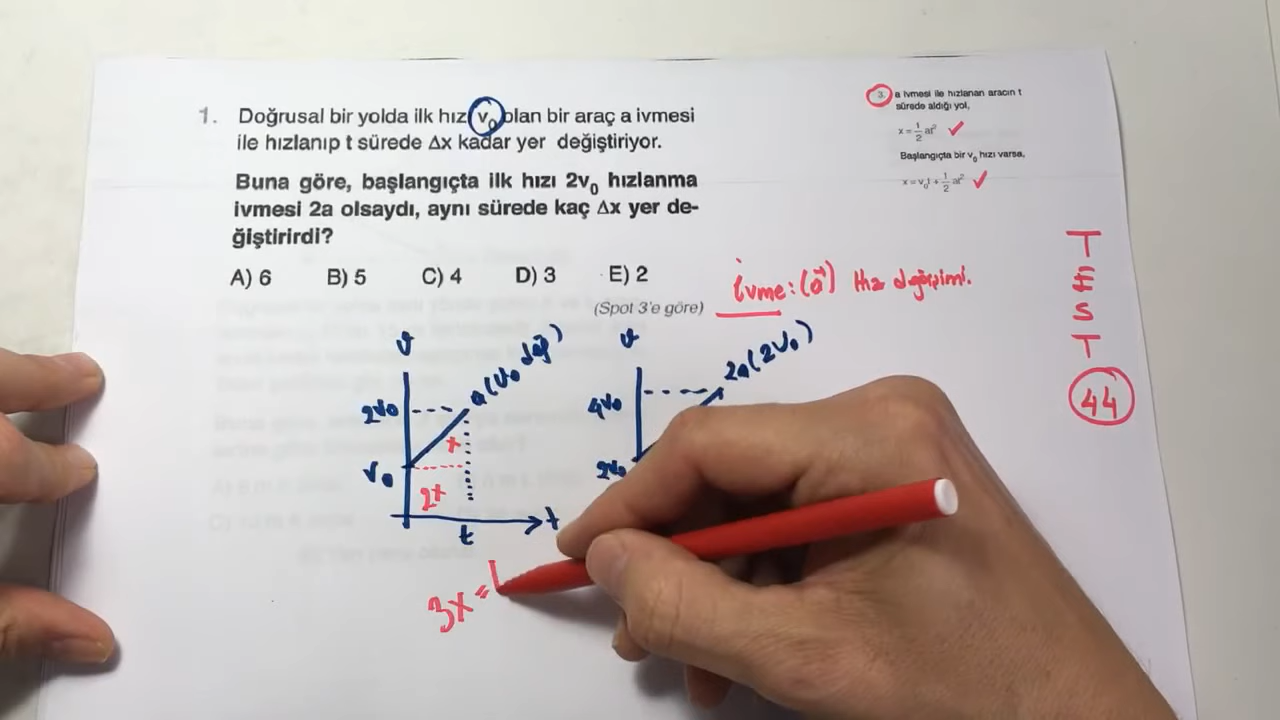 1. Doğrusal bir yolda ilk hızı v₀ olan bir araç a ivmesi
ile hızlanıp t sürede Δx kadar yer değiştiriyor.
Buna göre, başlangıçta ilk hızı 2v₀ hızlanma
ivmesi 2a olsaydı, aynı sürede kaç Δx yer de-
ğiştirirdi?
A) 6 B) 5 C) 4 D) 3 E) 2
(Spot 3'e göre)
3. a ivmesi ile hızlanan aracın t
sürede aldığı yol,
x = 1/2 at²
Başlangıçta bir v₀ hızı varsa,
x = v₀t + 1/2 at²
TEST
44
ivme: (a⃗) Hız değişimi.
v
2v₀
v₀
a (v₀ değ)
x
2x
t
t
3x =
v
4v₀
2v₀
2a (2v₀)